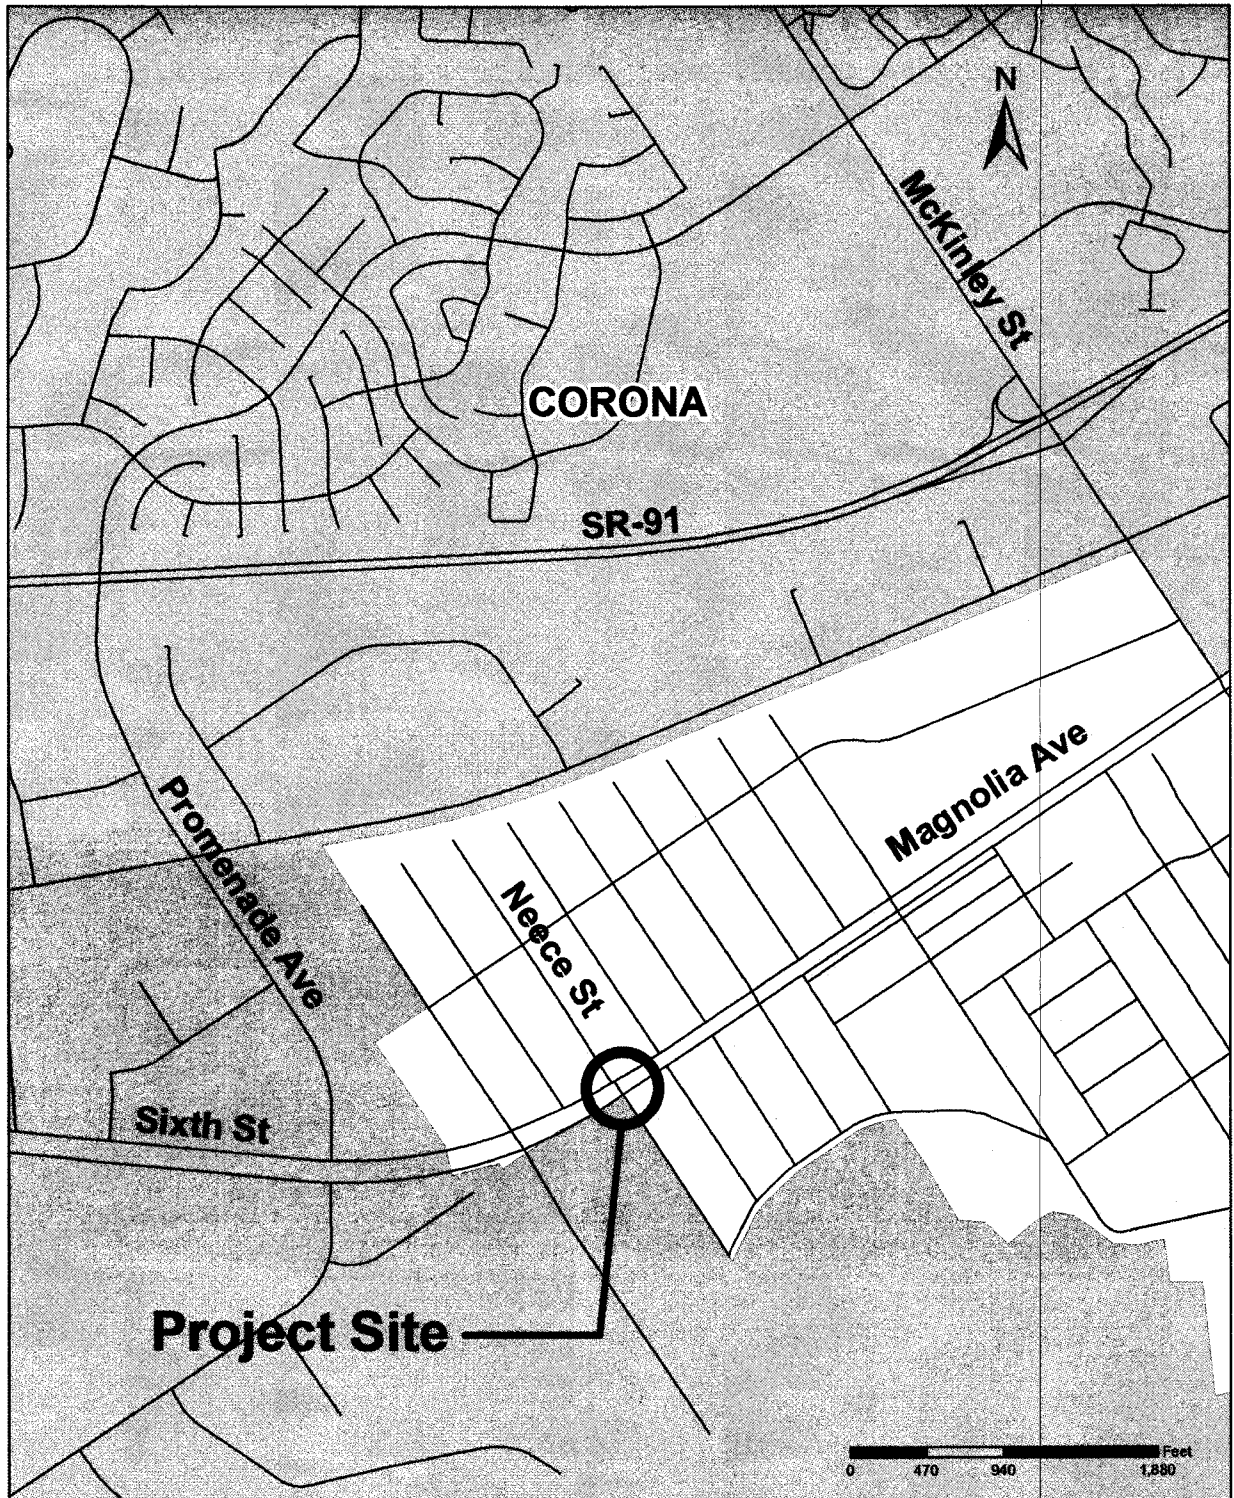 N
McKinley St
CORONA
SR-91
Magnolia Ave
Promenade Ave
Neece St
Sixth St
Project Site
Feet
0 470 940 1,880